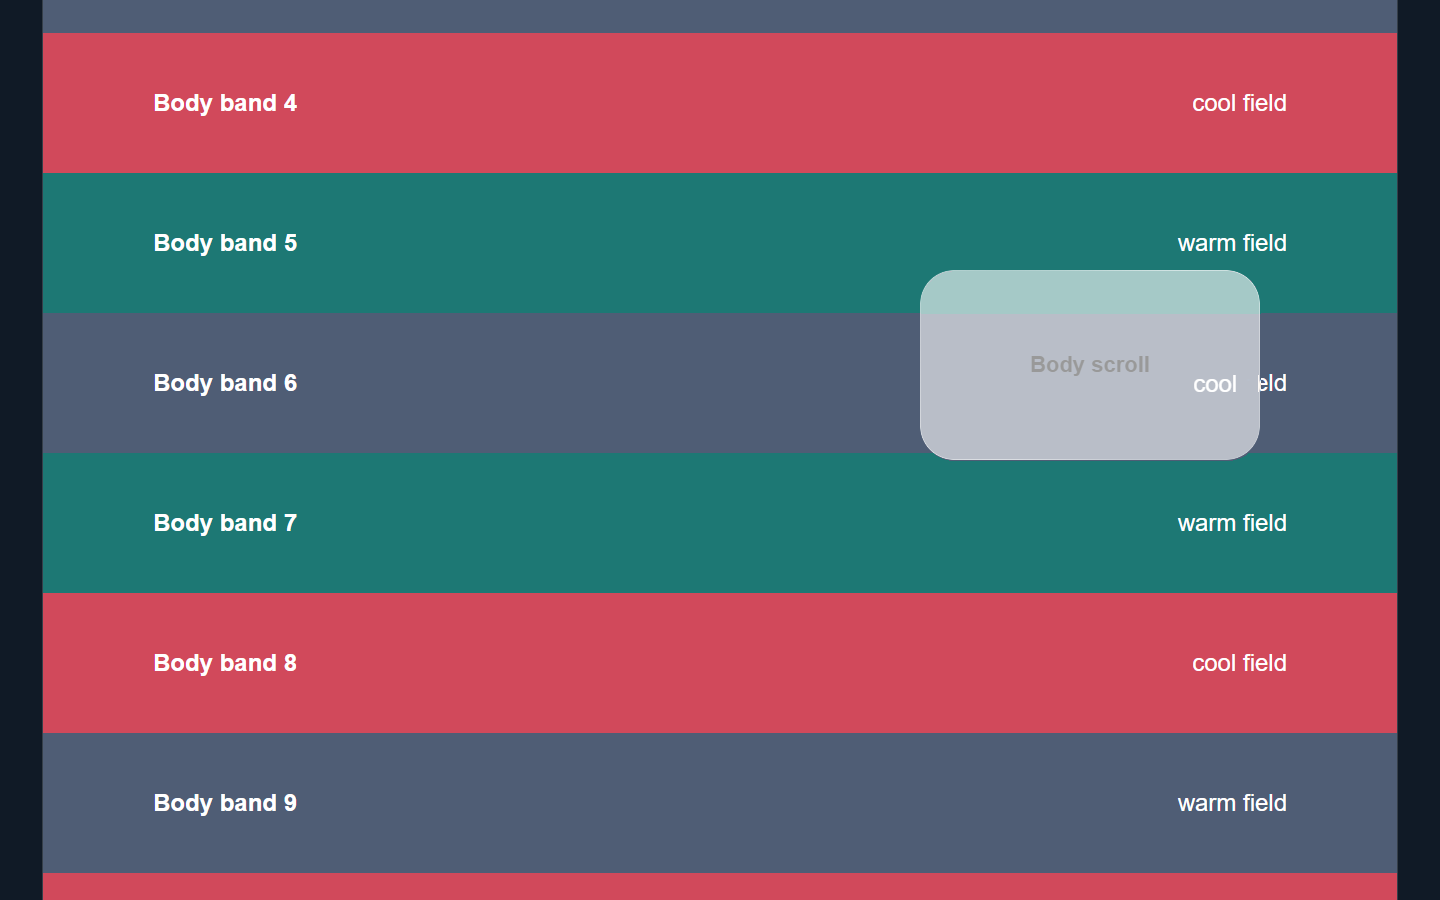 Body band 4 cool field
Body band 5 warm field
Body scroll
Body band 6 cool eld
Body band 7 warm field
Body band 8 cool field
Body band 9 warm field